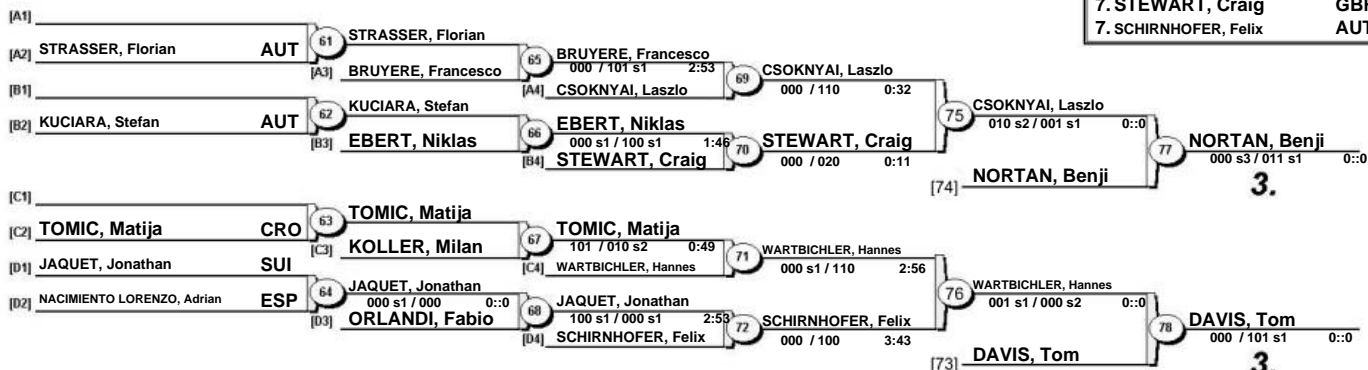 7. STEWART, Craig GB
7. SCHIRNHOFER, Felix AUT
[A1]
[A2] STRASSER, Florian AUT
61 STRASSER, Florian
[A3] BRUYERE, Francesco
65 BRUYERE, Francesco
000 / 101 s1 2:53
[A4] CSOKNYAI, Laszlo
69 CSOKNYAI, Laszlo
000 / 110 0:32
[B1]
[B2] KUCIARA, Stefan AUT
62 KUCIARA, Stefan
[B3] EBERT, Niklas
66 EBERT, Niklas
000 s1 / 100 s1 1:46
[B4] STEWART, Craig
70 STEWART, Craig
000 / 020 0:11
75 CSOKNYAI, Laszlo
010 s2 / 001 s1 0::0
[74] NORTAN, Benji
77 NORTAN, Benji
000 s3 / 011 s1 0::0
3.
[C1]
[C2] TOMIC, Matija CRO
63 TOMIC, Matija
[C3] KOLLER, Milan
67 TOMIC, Matija
101 / 010 s2 0:49
[C4] WARTBICHLER, Hannes
71 WARTBICHLER, Hannes
000 s1 / 110 2:56
[D1] JAQUET, Jonathan SUI
[D2] NACIMIENTO LORENZO, Adrian ESP
64 JAQUET, Jonathan
000 s1 / 000 0::0
[D3] ORLANDI, Fabio
68 JAQUET, Jonathan
100 s1 / 000 s1 2:53
[D4] SCHIRNHOFER, Felix
72 SCHIRNHOFER, Felix
000 / 100 3:43
76 WARTBICHLER, Hannes
001 s1 / 000 s2 0::0
[73] DAVIS, Tom
78 DAVIS, Tom
000 / 101 s1 0::0
3.